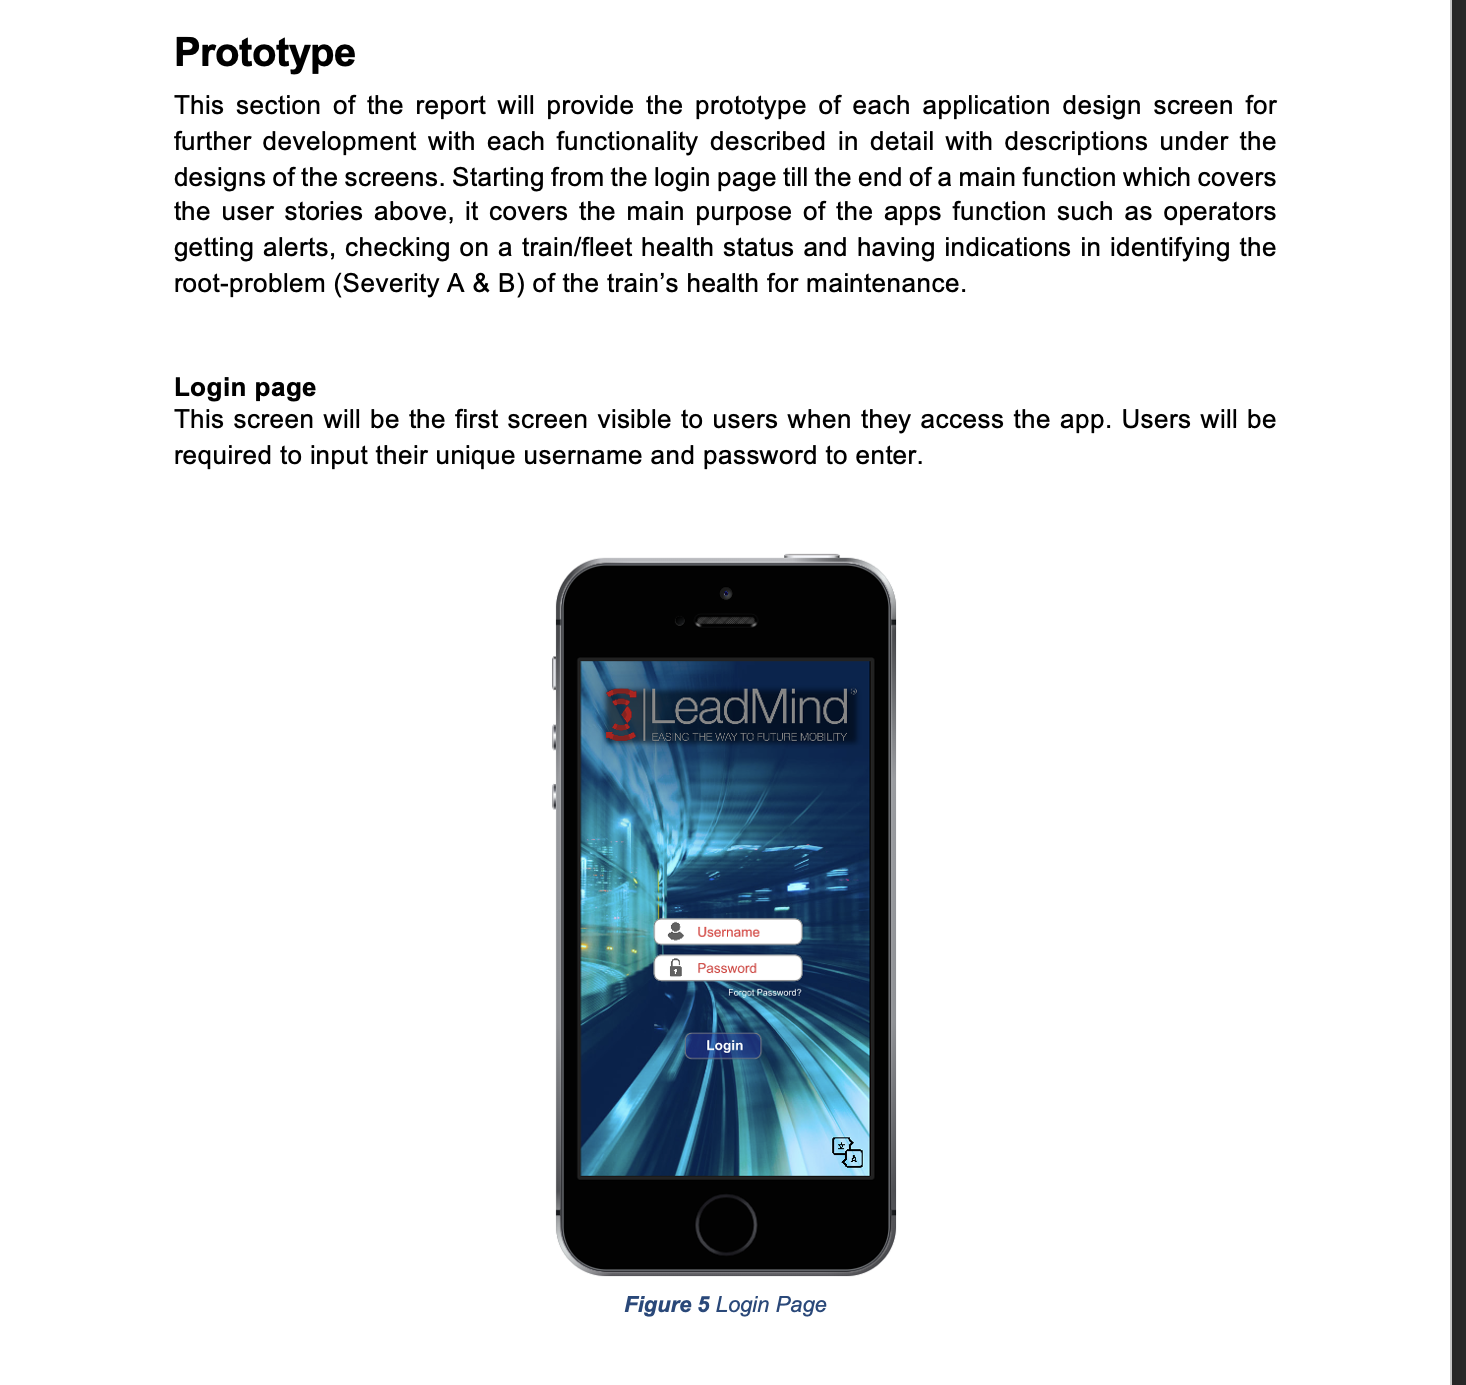 Prototype
This section of the report will provide the prototype of each application design screen for
further development with each functionality described in detail with descriptions under the
designs of the screens. Starting from the login page till the end of a main function which covers
the user stories above, it covers the main purpose of the apps function such as operators
getting alerts, checking on a train/fleet health status and having indications in identifying the
root-problem (Severity A & B) of the train’s health for maintenance.
Login page
This screen will be the first screen visible to users when they access the app. Users will be
required to input their unique username and password to enter.
LeadMind®
EASING THE WAY TO FUTURE MOBILITY
Username
Password
Forgot Password?
Login
A
Figure 5 Login Page